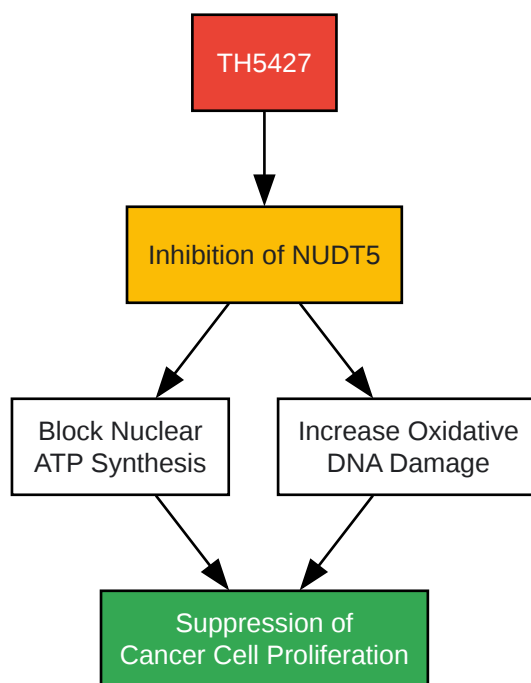 TH5427
Inhibition of NUDT5
Block Nuclear
ATP Synthesis
Increase Oxidative
DNA Damage
Suppression of
Cancer Cell Proliferation